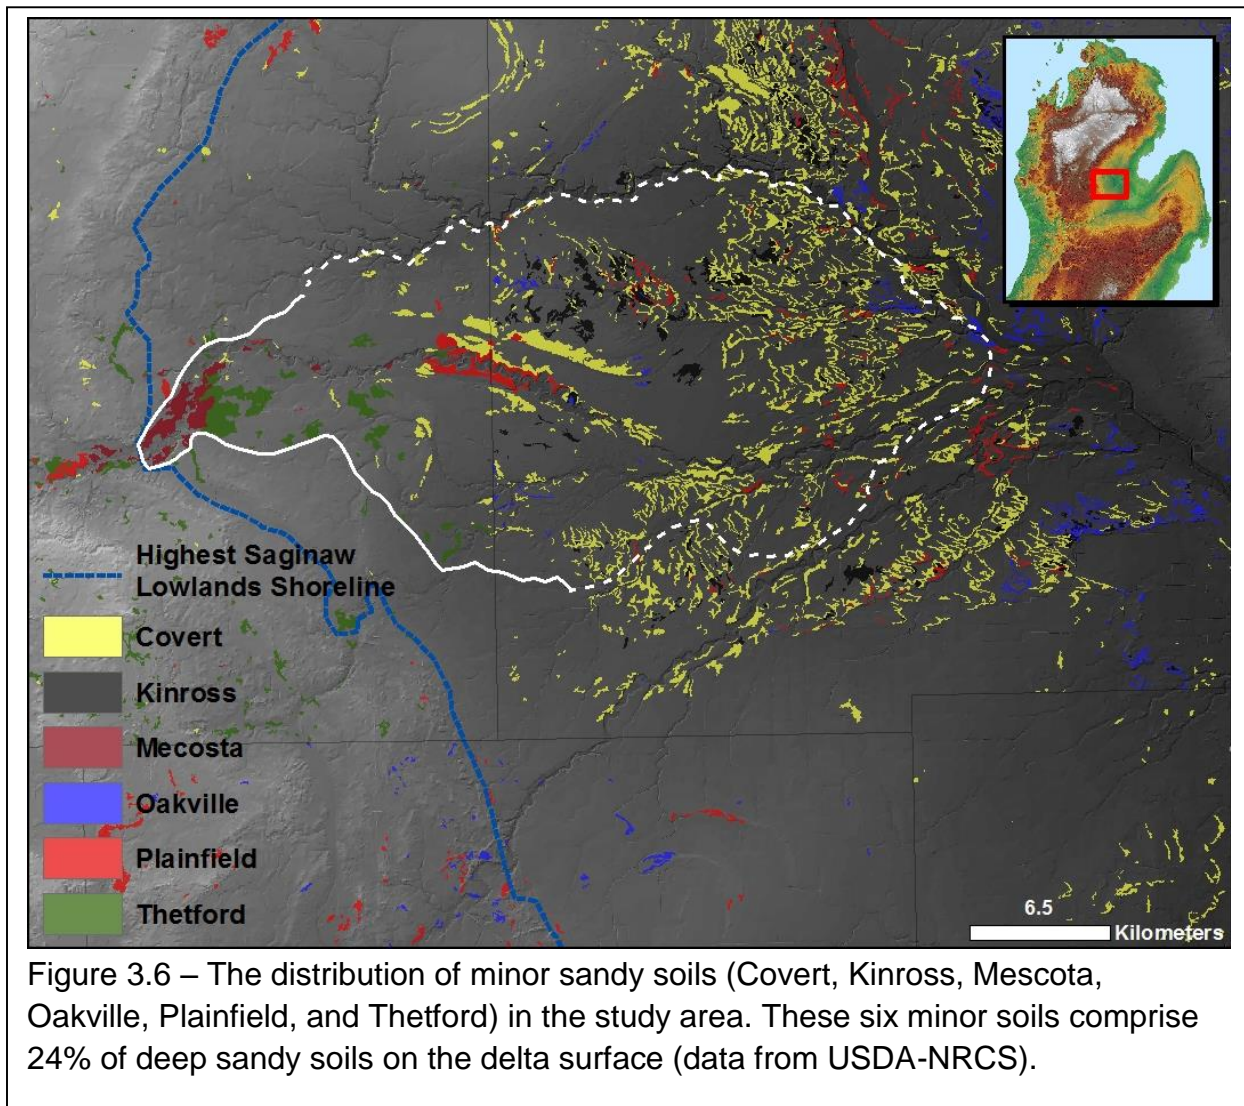 Highest Saginaw
Lowlands Shoreline
Covert
Kinross
Mecosta
Oakville
Plainfield
Thetford
6.5
Kilometers
Figure 3.6 – The distribution of minor sandy soils (Covert, Kinross, Mescota,
Oakville, Plainfield, and Thetford) in the study area. These six minor soils comprise
24% of deep sandy soils on the delta surface (data from USDA-NRCS).